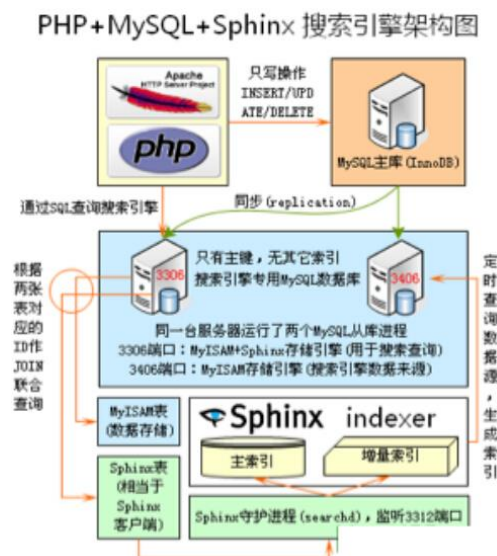 PHP+MySQL+Sphinx 搜索引擎架构图
Apache
HTTP Server Project
php
只写操作
INSERT/UPD
ATE/DELETE
MySQL主库(InnoDB)
通过SQL查询搜索引擎
同步(replication)
3306
只有主键，无其它索引
搜索引擎专用MySQL数据库
3406
同一台服务器运行了两个MySQL从库进程
3306端口：MyISAM+Sphinx存储引擎(用于搜索查询)
3406端口：MyISAM存储引擎(搜索引擎数据来源)
根据
两张
表对
应的
ID作
JOIN
联合
查询
定
时
查
询
数
据
源
，
生
成
索
引
MyISAM表
(数据存储)
Sphinx indexer
主索引
增量索引
Sphinx表
(相当于
Sphinx
客户端)
Sphinx守护进程(searchd)，监听3312端口